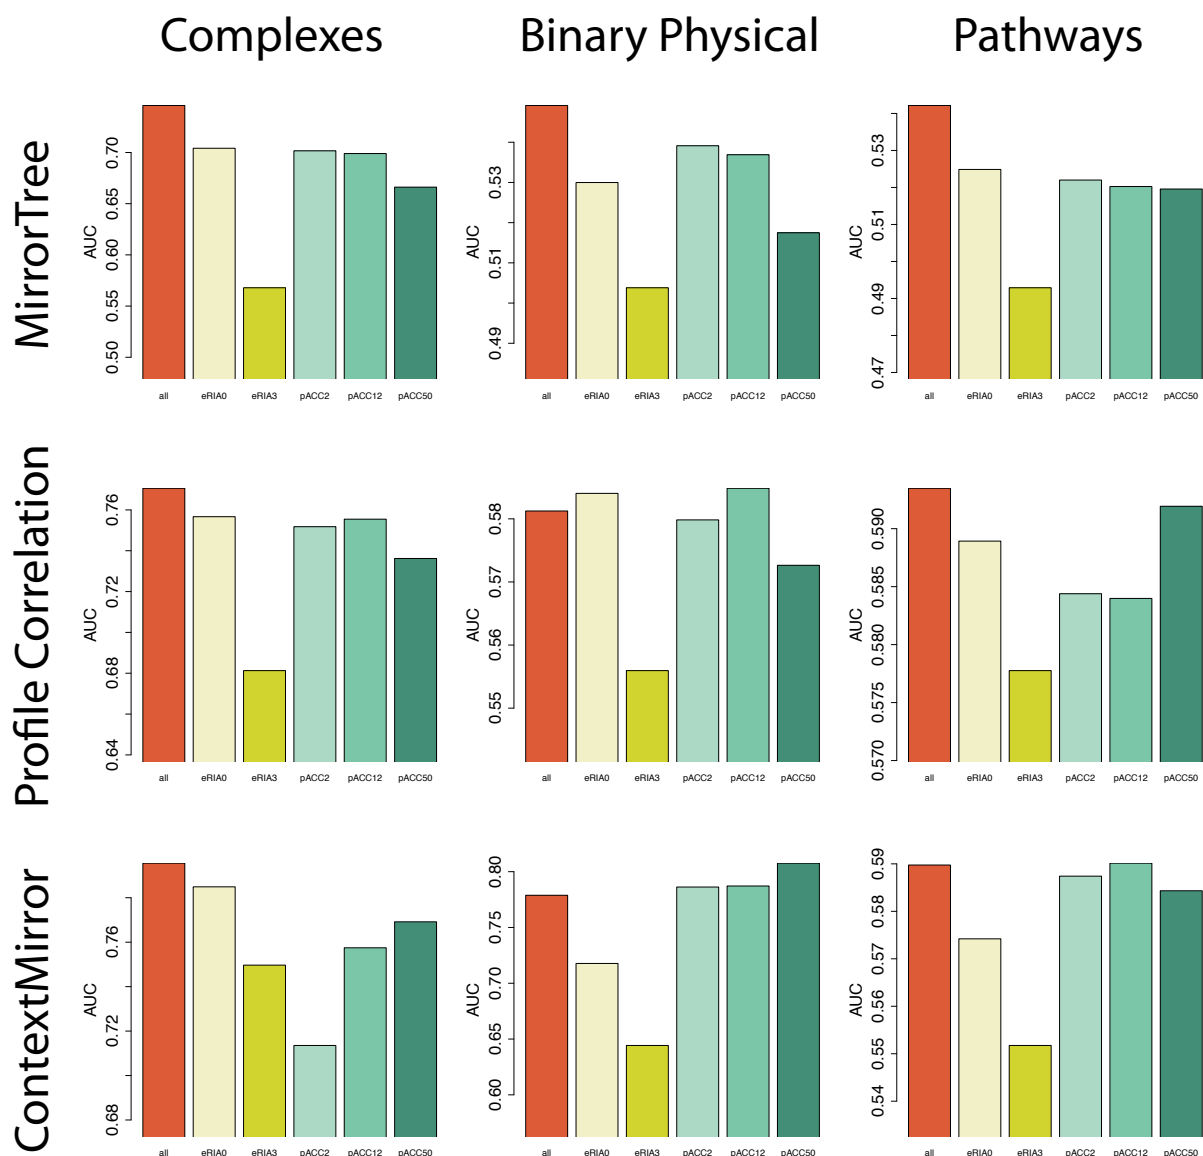 Complexes Binary Physical Pathways
MirrorTree
AUC
0.50 0.55 0.60 0.65 0.70
all eRIA0 eRIA3 pACC2 pACC12 pACC50
AUC
0.49 0.51 0.53
all eRIA0 eRIA3 pACC2 pACC12 pACC50
AUC
0.47 0.49 0.51 0.53
all eRIA0 eRIA3 pACC2 pACC12 pACC50
Profile Correlation
AUC
0.64 0.68 0.72 0.76
all eRIA0 eRIA3 pACC2 pACC12 pACC50
AUC
0.55 0.56 0.57 0.58
all eRIA0 eRIA3 pACC2 pACC12 pACC50
AUC
0.570 0.575 0.580 0.585 0.590
all eRIA0 eRIA3 pACC2 pACC12 pACC50
ContextMirror
AUC
0.68 0.72 0.76
all eRIA0 eRIA3 pACC2 pACC12 pACC50
AUC
0.60 0.65 0.70 0.75 0.80
all eRIA0 eRIA3 pACC2 pACC12 pACC50
AUC
0.54 0.55 0.56 0.57 0.58 0.59
all eRIA0 eRIA3 pACC2 pACC12 pACC50